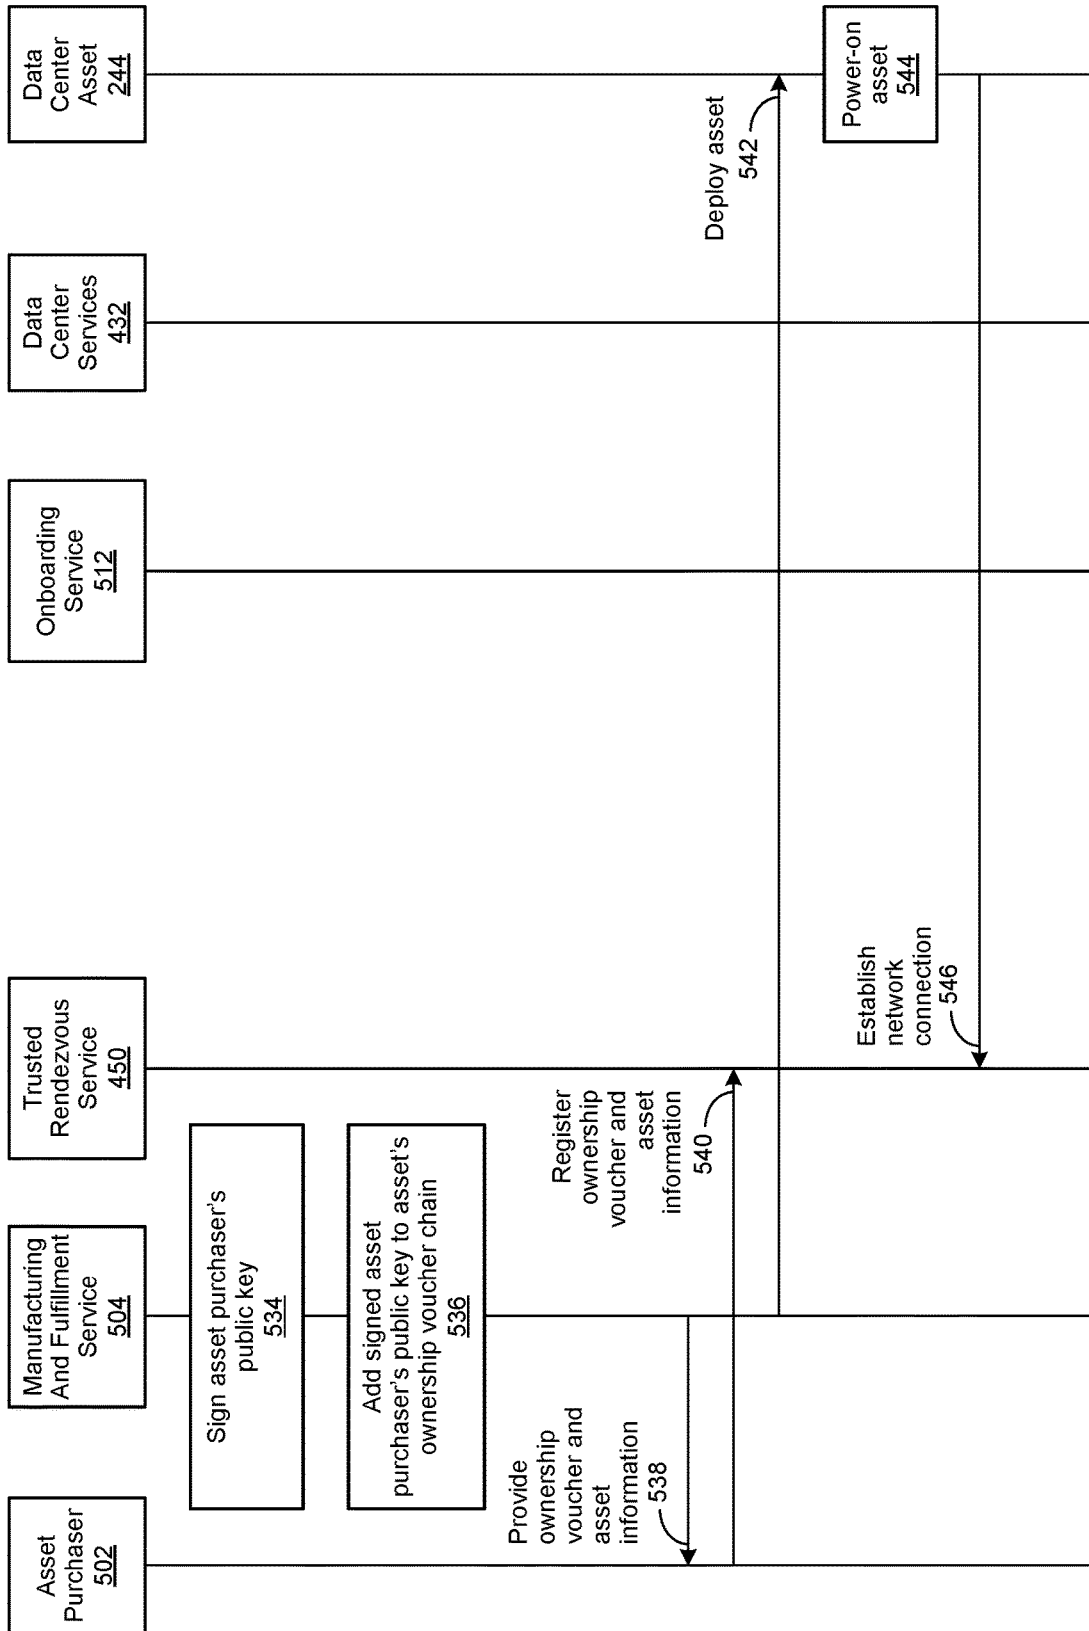 Asset
Purchaser
502
Manufacturing
And Fulfillment
Service
504
Trusted
Rendezvous
Service
450
Onboarding
Service
512
Data
Center
Services
432
Data
Center
Asset
244
Sign asset purchaser's
public key
534
Add signed asset
purchaser's public key to asset's
ownership voucher chain
536
Provide
ownership
voucher and
asset
information
538
Register
ownership
voucher and
asset
information
540
Deploy asset
542
Power-on
asset
544
Establish
network
connection
546